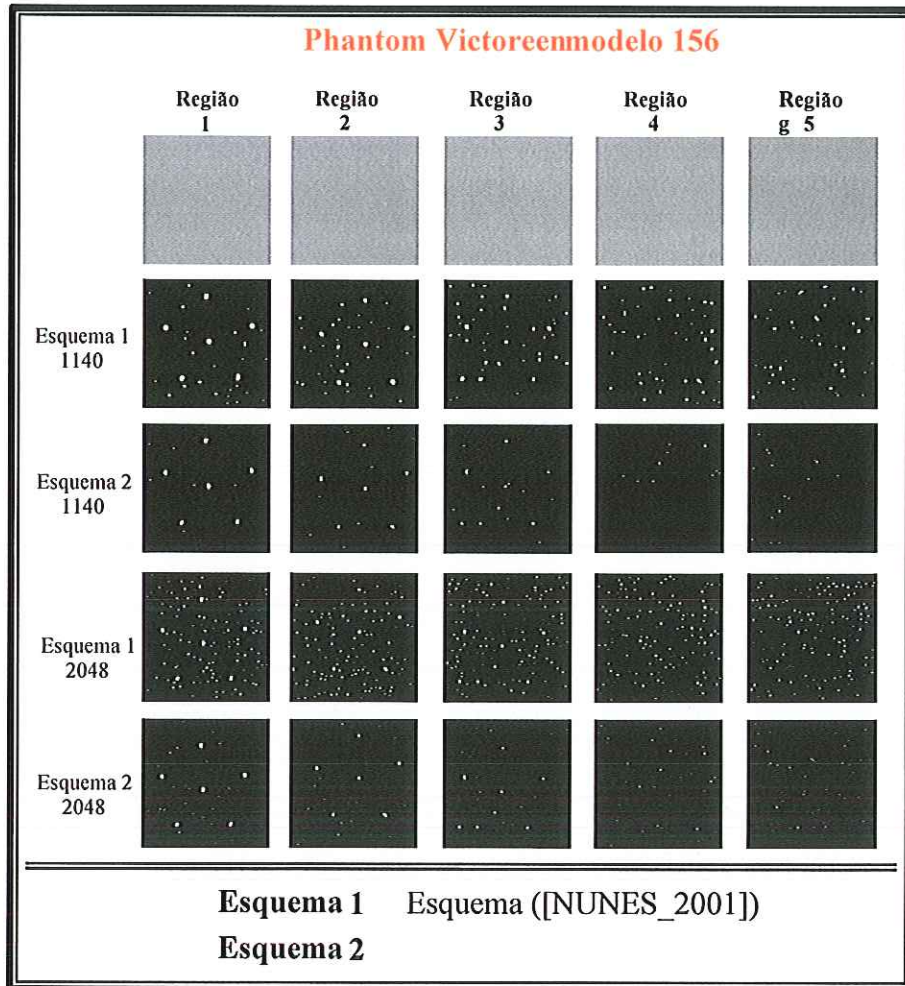 Phantom Victoreenmodelo 156
Região 1
Região 2
Região 3
Região 4
Região g 5
Esquema 1
1140
Esquema 2
1140
Esquema 1
2048
Esquema 2
2048
Esquema 1 Esquema ([NUNES_2001])
Esquema 2